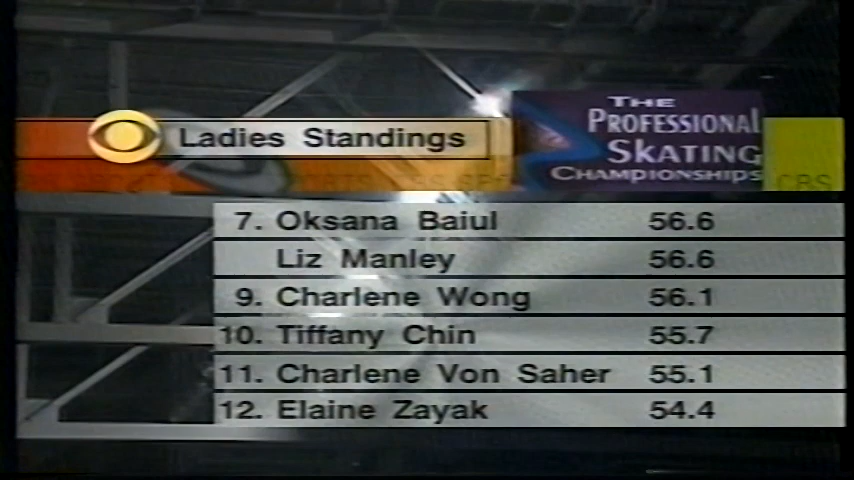 Ladies Standings
THE
PROFESSIONAL
SKATING
CHAMPIONSHIPS
CBS
7. Oksana Baiul 56.6
Liz Manley 56.6
9. Charlene Wong 56.1
10. Tiffany Chin 55.7
11. Charlene Von Saher 55.1
12. Elaine Zayak 54.4